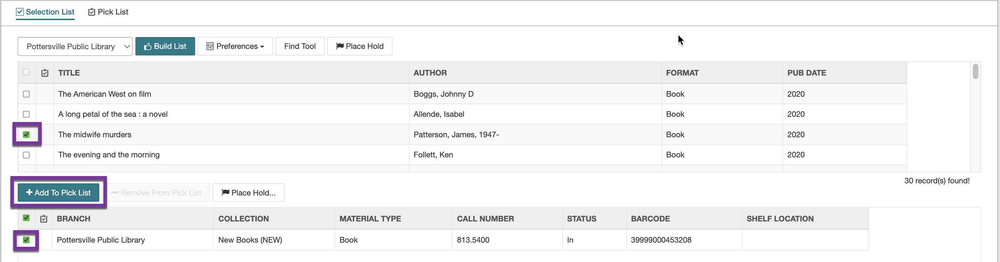 Selection List Pick List
Pottersville Public Library Build List Preferences Find Tool Place Hold
TITLE AUTHOR FORMAT PUB DATE
The American West on film Boggs, Johnny D Book 2020
A long petal of the sea : a novel Allende, Isabel Book 2020
The midwife murders Patterson, James, 1947- Book 2020
The evening and the morning Follett, Ken Book 2020
30 record(s) found!
+ Add To Pick List Remove From Pick List Place Hold...
BRANCH COLLECTION MATERIAL TYPE CALL NUMBER STATUS BARCODE SHELF LOCATION
Pottersville Public Library New Books (NEW) Book 813.5400 In 39999000453208